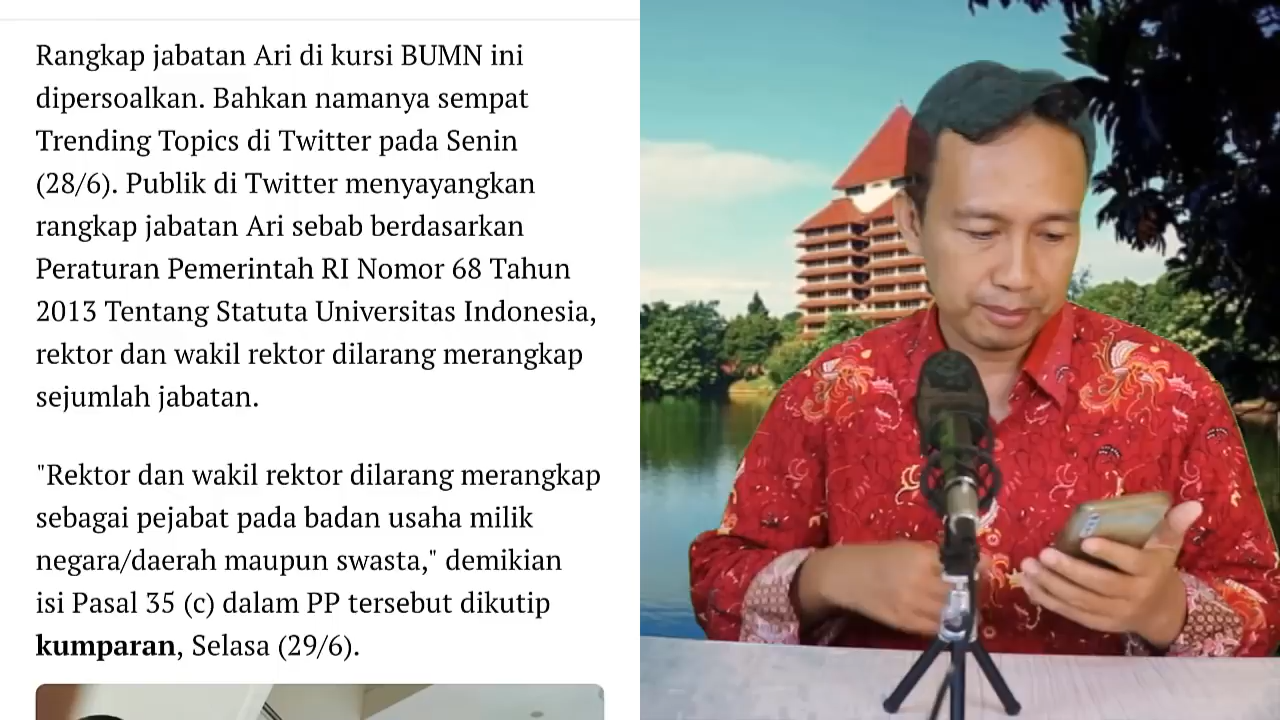 Rangkap jabatan Ari di kursi BUMN ini
dipersoalkan. Bahkan namanya sempat
Trending Topics di Twitter pada Senin
(28/6). Publik di Twitter menyayangkan
rangkap jabatan Ari sebab berdasarkan
Peraturan Pemerintah RI Nomor 68 Tahun
2013 Tentang Statuta Universitas Indonesia,
rektor dan wakil rektor dilarang merangkap
sejumlah jabatan.
"Rektor dan wakil rektor dilarang merangkap
sebagai pejabat pada badan usaha milik
negara/daerah maupun swasta," demikian
isi Pasal 35 (c) dalam PP tersebut dikutip
kumparan, Selasa (29/6).